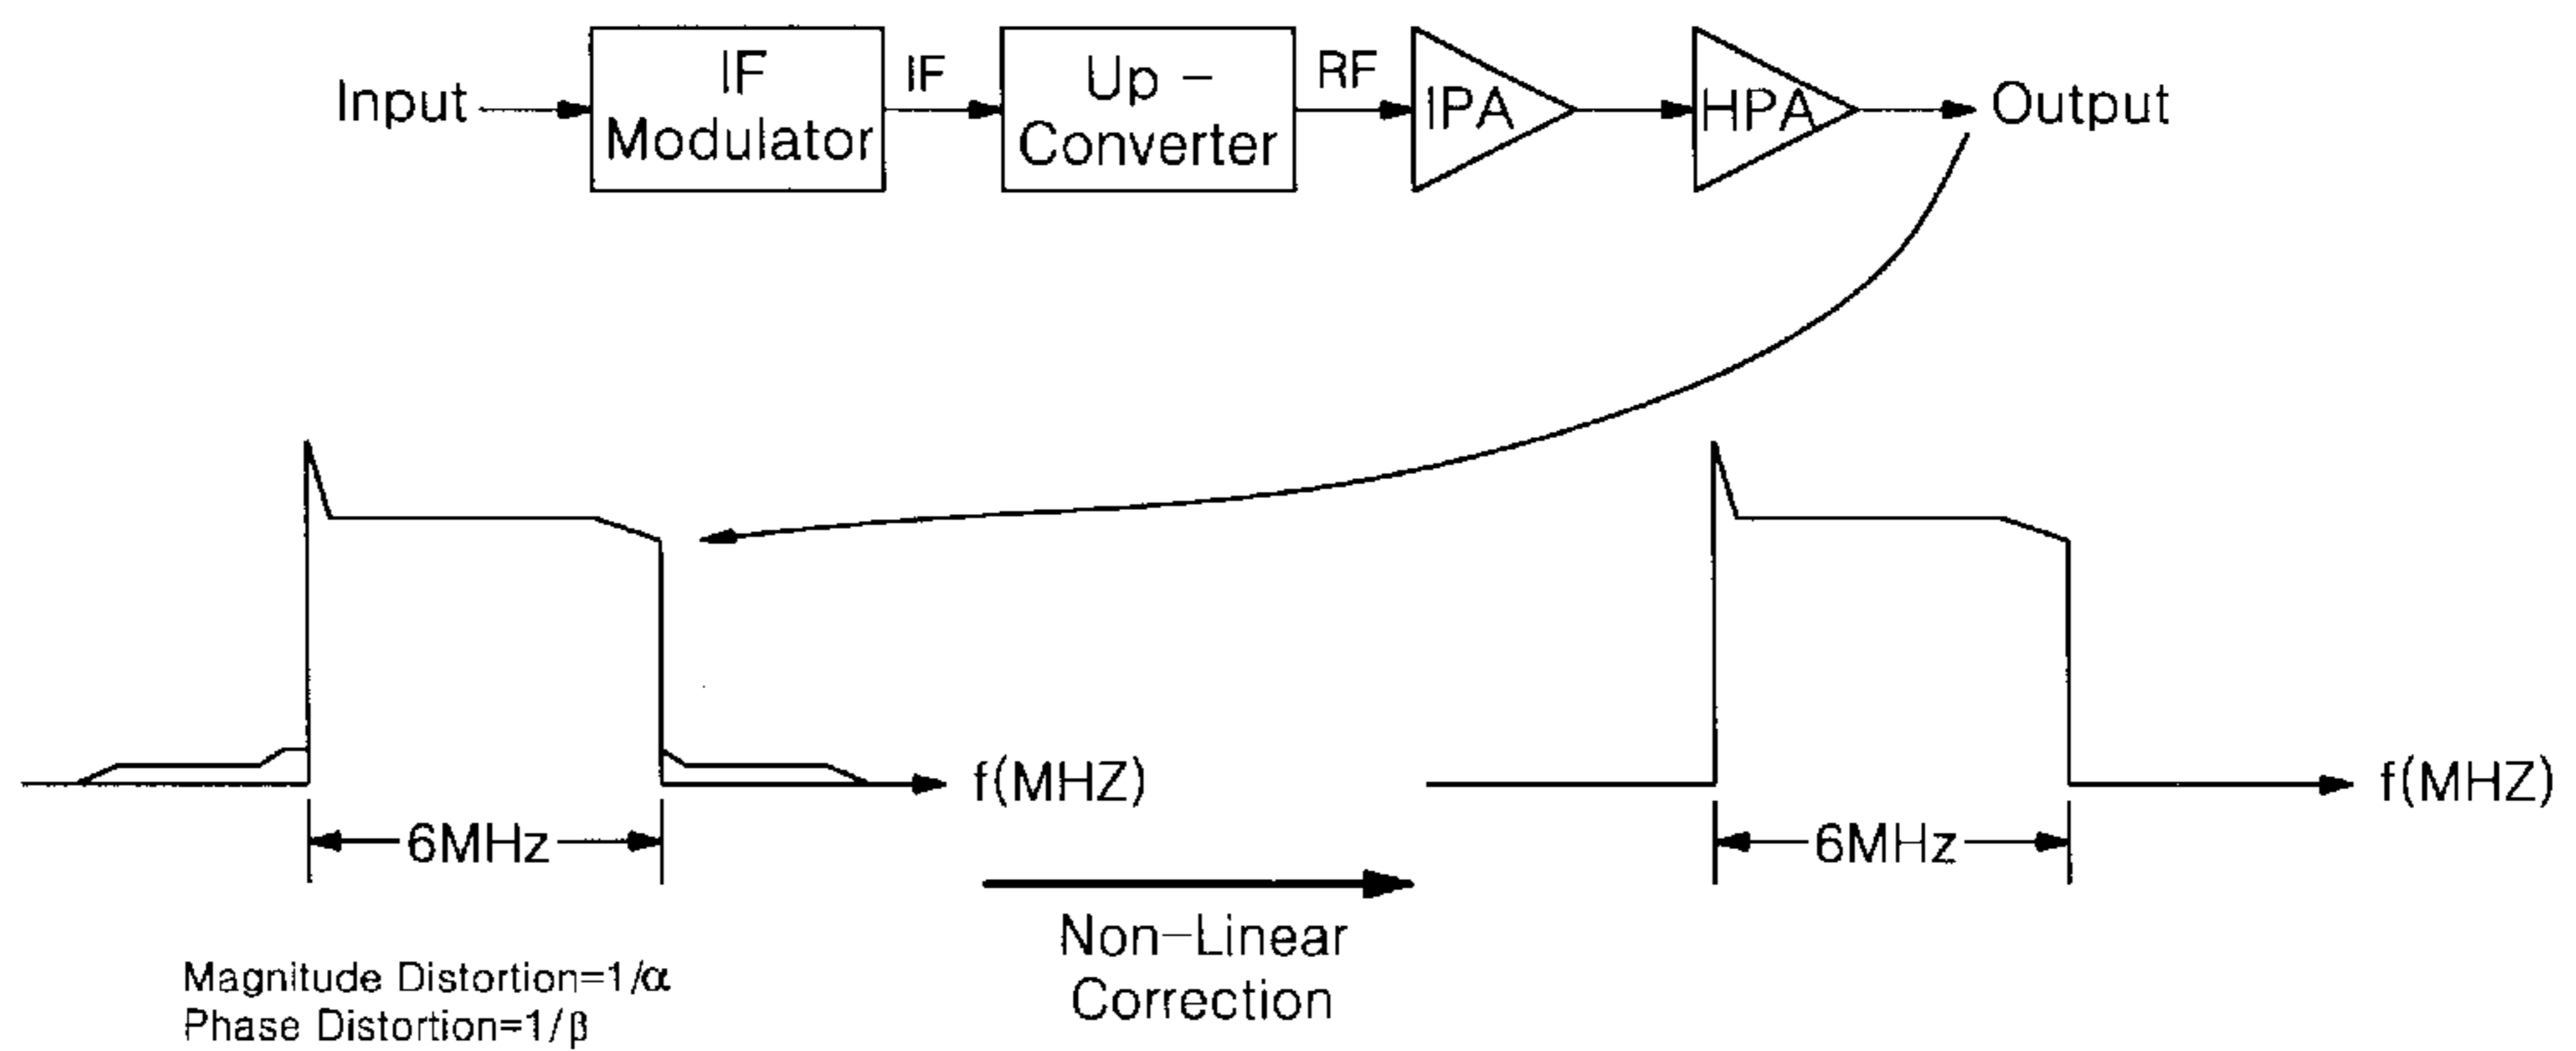 Input
IF
Modulator
IF
Up -
Converter
RF
IPA
HPA
Output
f(MHZ)
6MHz
f(MHZ)
6MHz
Non-Linear
Correction
Magnitude Distortion=1/α
Phase Distortion=1/β